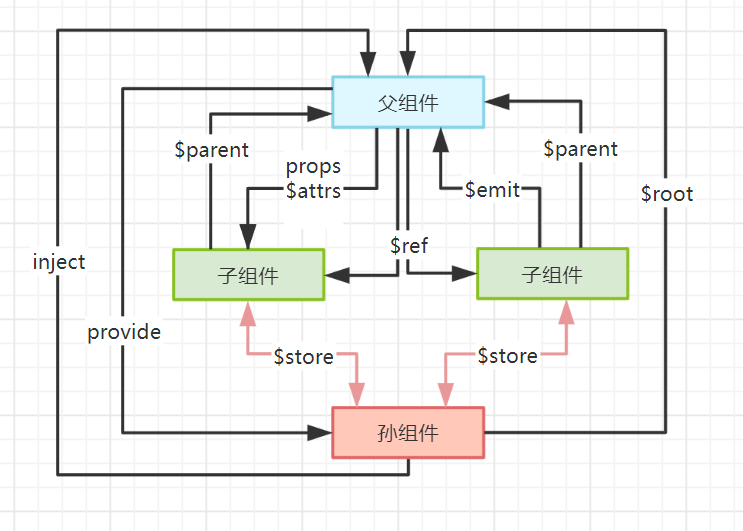 父组件
$parent
$parent
props
$attrs
$emit
$root
$ref
inject
子组件
子组件
provide
$store
$store
孙组件